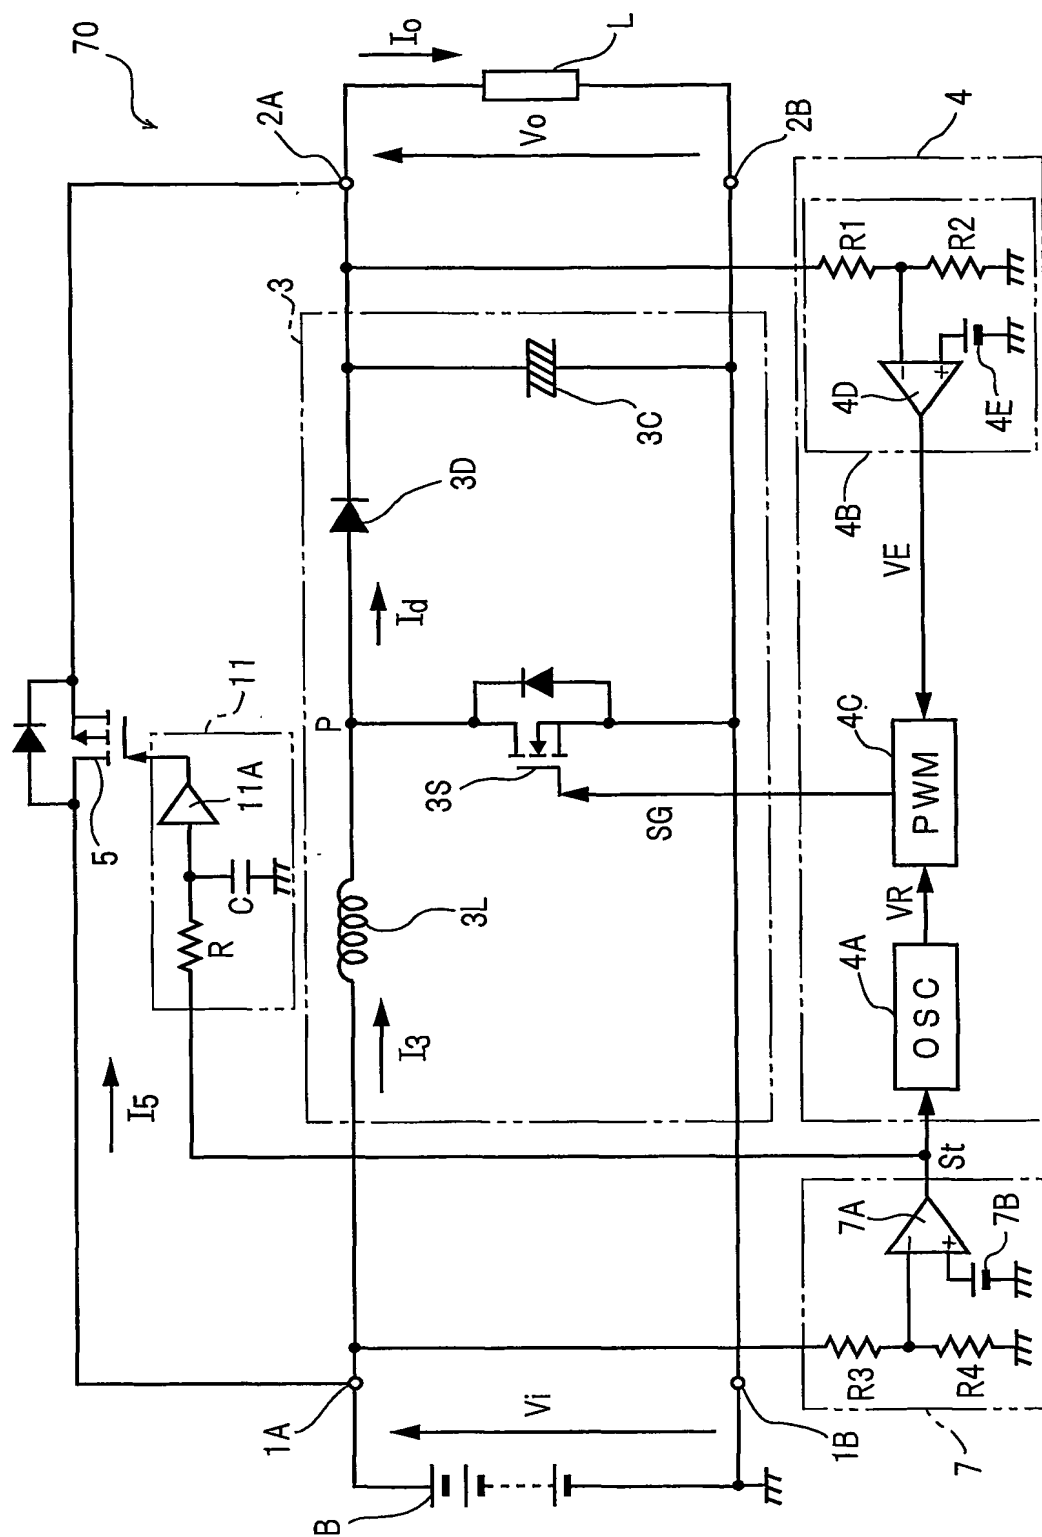 70
Io
L
2A
Vo
2B
4
3
R1
R2
3C
3D
4D
4E
4B
VE
Id
P
11
5
11A
3S
SG
4C
PWM
C
R
3L
VR
4A
OSC
I5
I3
St
7A
7B
R3
R4
7
1A
Vi
1B
B
−
+
−
+